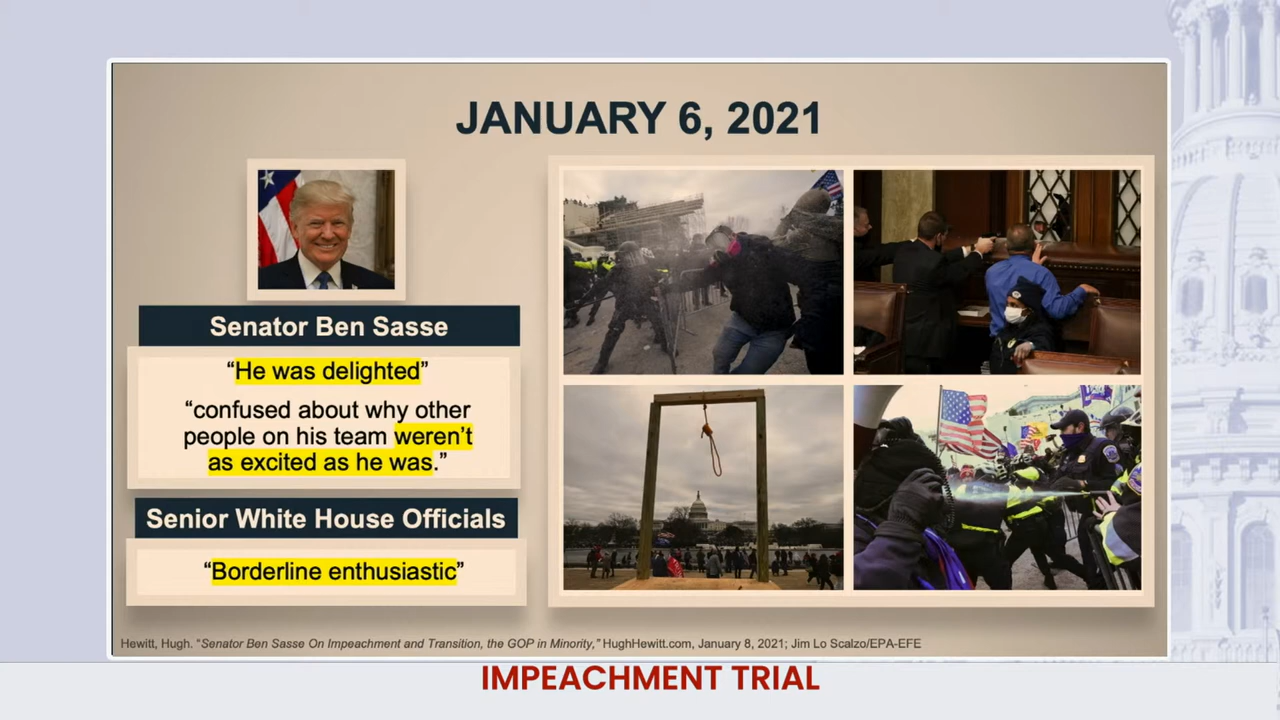 JANUARY 6, 2021
Senator Ben Sasse
“He was delighted”
“confused about why other
people on his team weren’t
as excited as he was.”
Senior White House Officials
“Borderline enthusiastic”
Hewitt, Hugh. “Senator Ben Sasse On Impeachment and Transition, the GOP in Minority,” HughHewitt.com, January 8, 2021; Jim Lo Scalzo/EPA-EFE
IMPEACHMENT TRIAL